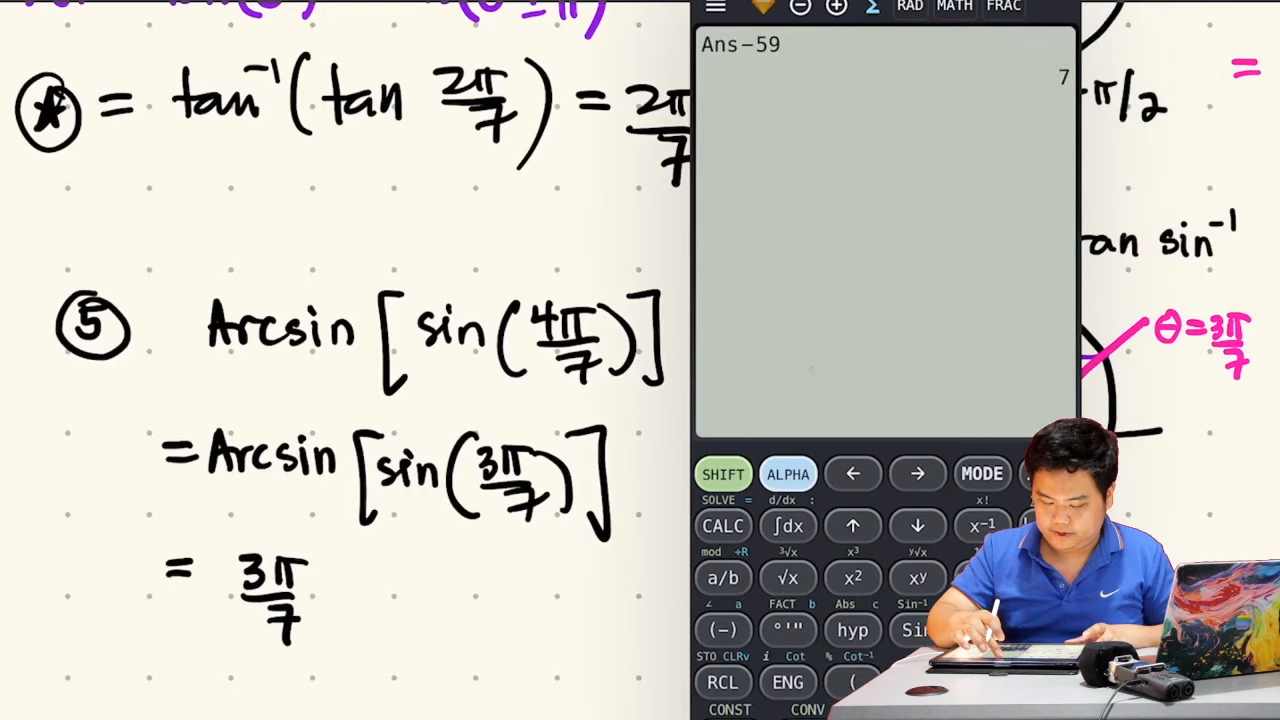 RAD MATH FRAC
Ans-59
7
= tan⁻¹(tan 2π/7) = 2π/7
π/2
=
an sin⁻¹
⑤ Arcsin[sin(4π/7)]
θ=3π/7
= Arcsin[sin(3π/7)]
= 3π/7
SHIFT ALPHA ← → MODE
SOLVE = d/dx : x!
CALC ∫dx ↑ ↓ x⁻¹
mod ÷R ³√x x³ ʸ√x
a/b √x x² xʸ
∠ a FACT b Abs c Sin⁻¹
(−) °'" hyp Sin
STO CLRv i Cot % Cot⁻¹
RCL ENG (
CONST CONV